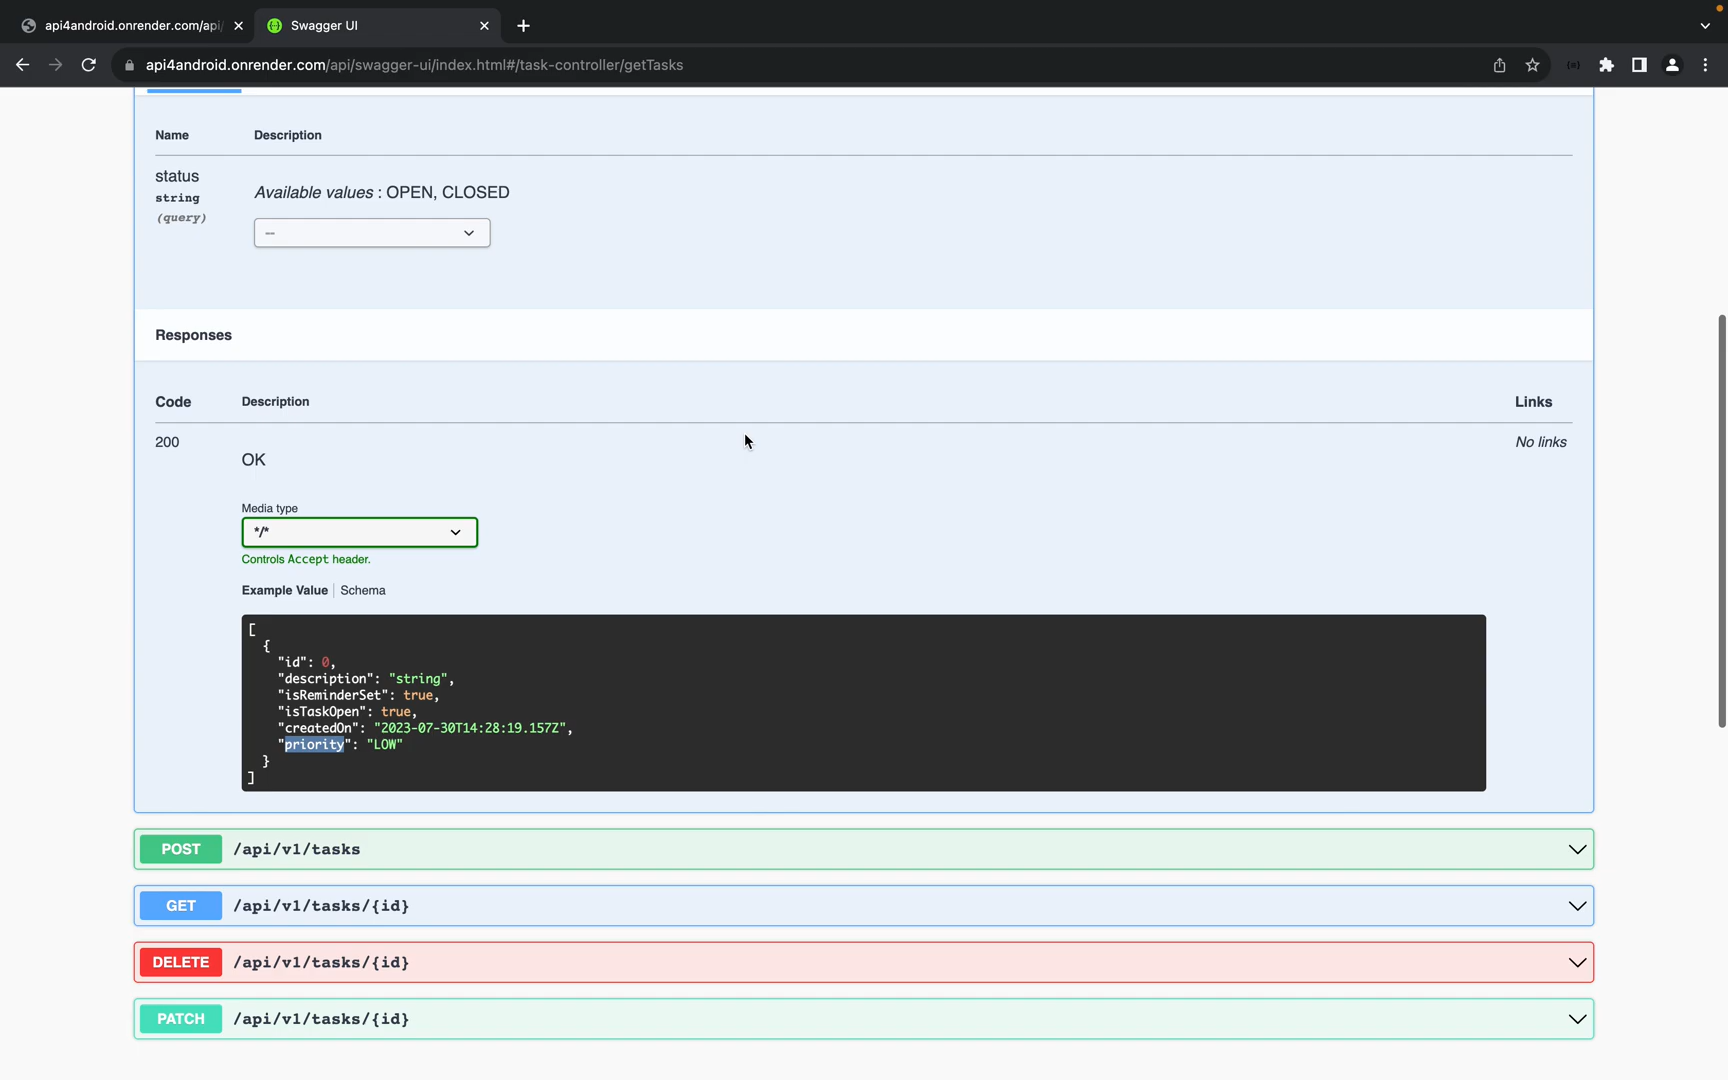 api4android.onrender.com/api/
Swagger UI
api4android.onrender.com/api/swagger-ui/index.html#/task-controller/getTasks
Name Description
status
string
(query)
Available values : OPEN, CLOSED
--
Responses
Code Description Links
200
OK
No links
Media type
*/*
Controls Accept header.
Example Value Schema
[
{
"id": 0,
"description": "string",
"isReminderSet": true,
"isTaskOpen": true,
"createdOn": "2023-07-30T14:28:19.157Z",
"priority": "LOW"
}
]
POST /api/v1/tasks
GET /api/v1/tasks/{id}
DELETE /api/v1/tasks/{id}
PATCH /api/v1/tasks/{id}